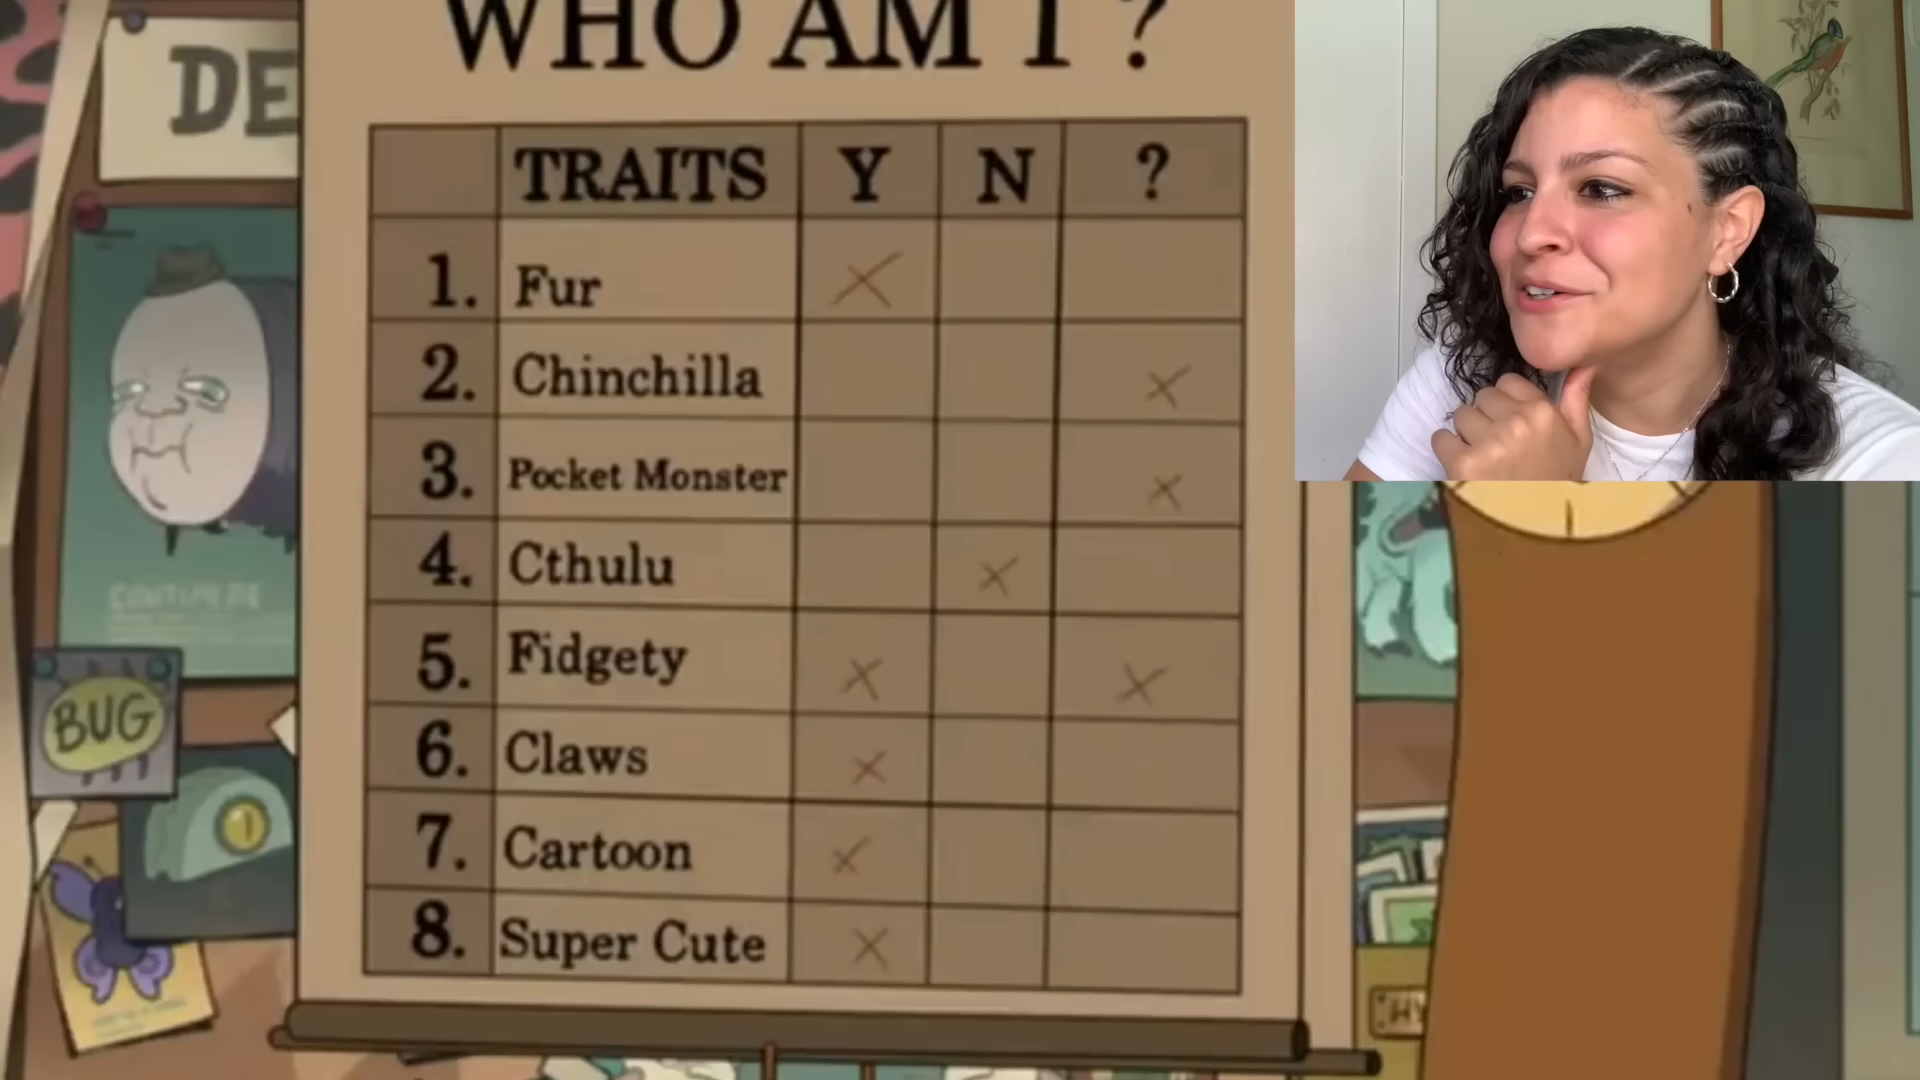 WHO AM I ?
DE
TRAITS Y N ?
1. Fur X
2. Chinchilla X
3. Pocket Monster X
4. Cthulu X
5. Fidgety X X
6. Claws X
7. Cartoon X
8. Super Cute X
BUG